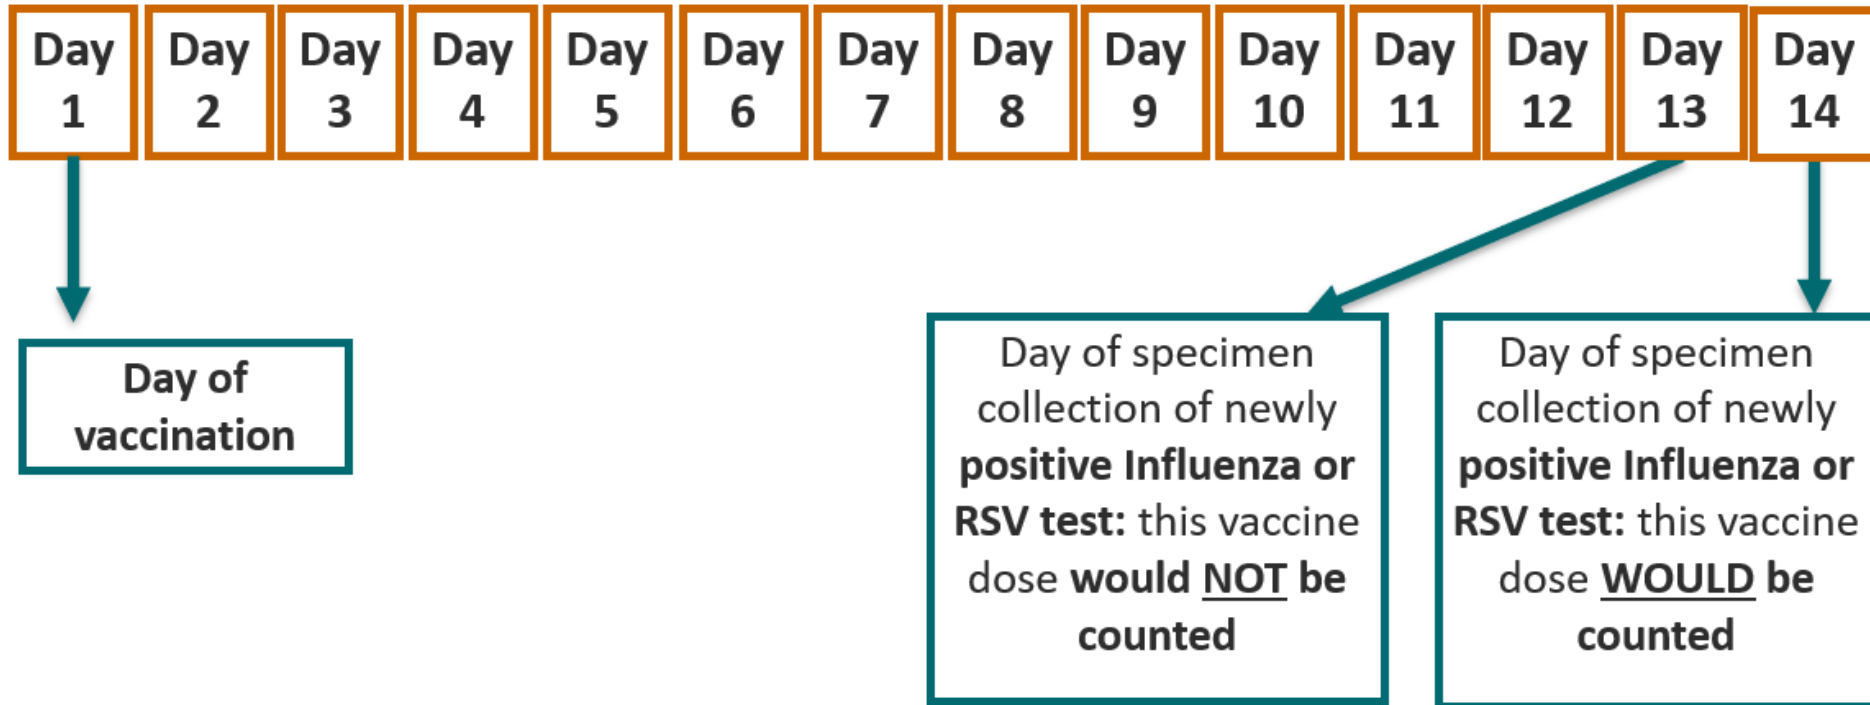 Day Day Day Day Day Day Day Day Day Day Day Day Day Day
1 2 3 4 5 6 7 8 9 10 11 12 13 14
Day of
vaccination
Day of specimen
collection of newly
positive Influenza or
RSV test: this vaccine
dose would NOT be
counted
Day of specimen
collection of newly
positive Influenza or
RSV test: this vaccine
dose WOULD be
counted